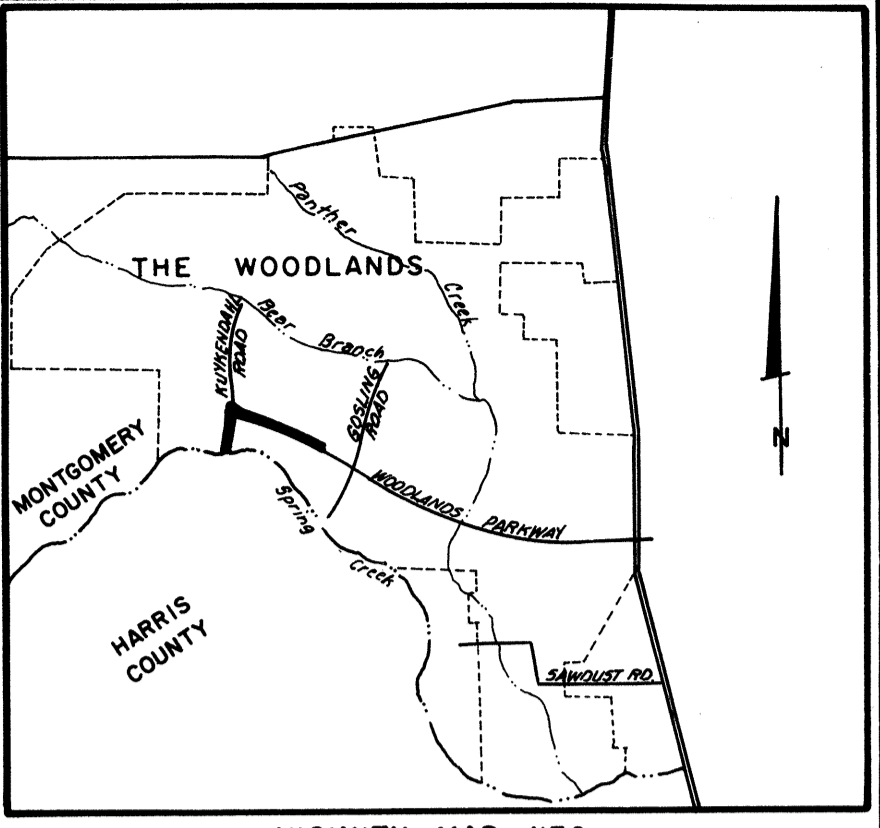 Panther
Creek
THE WOODLANDS
Bear
Branch
KUYKENDAHL
ROAD
GOSLING
ROAD
MONTGOMERY
COUNTY
N
WOODLANDS PARKWAY
Spring
Creek
HARRIS
COUNTY
SAWDUST RD.